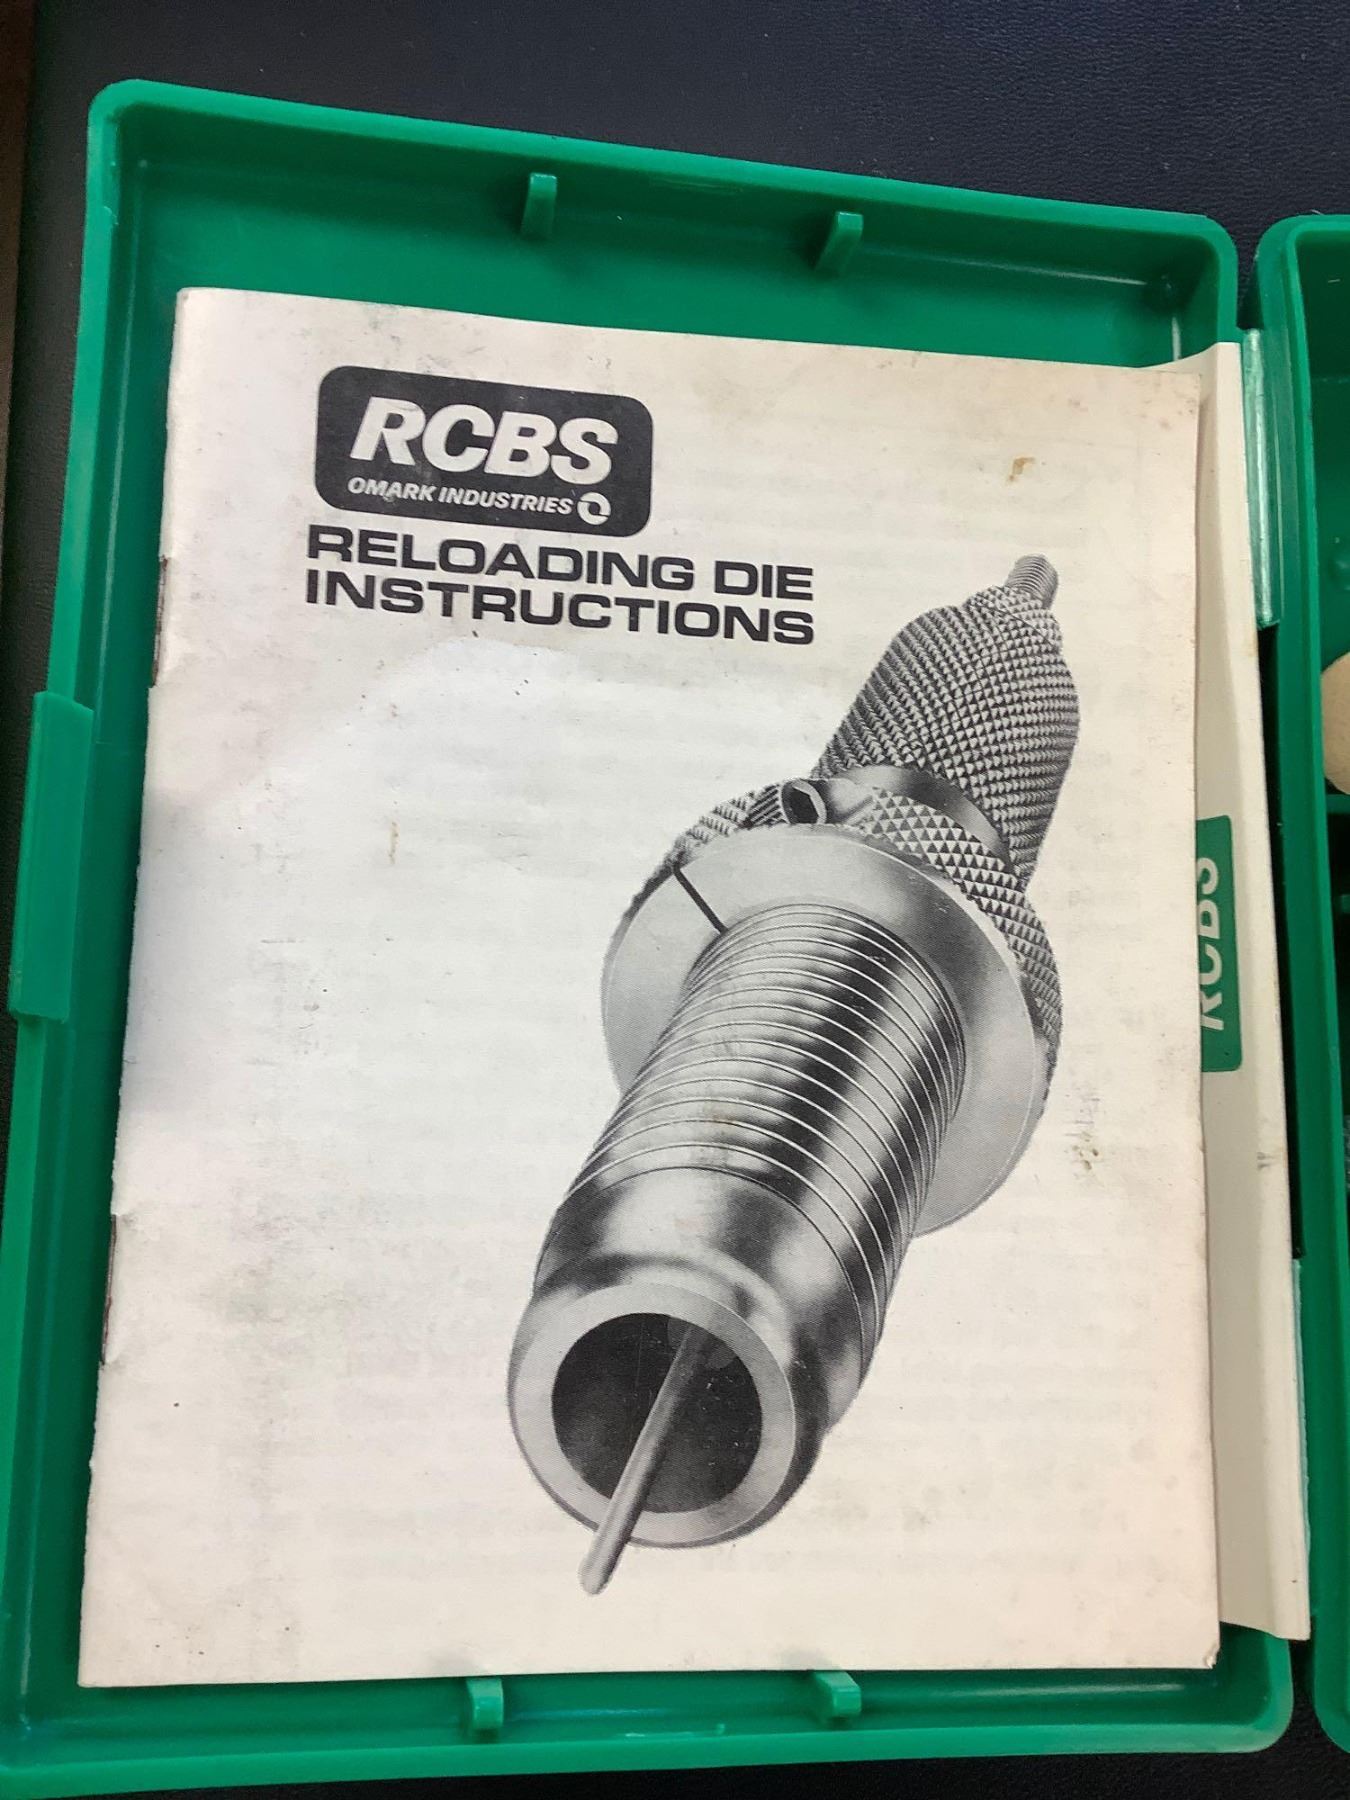 RCBS
OMARK INDUSTRIES
RELOADING DIE
INSTRUCTIONS
RCBS